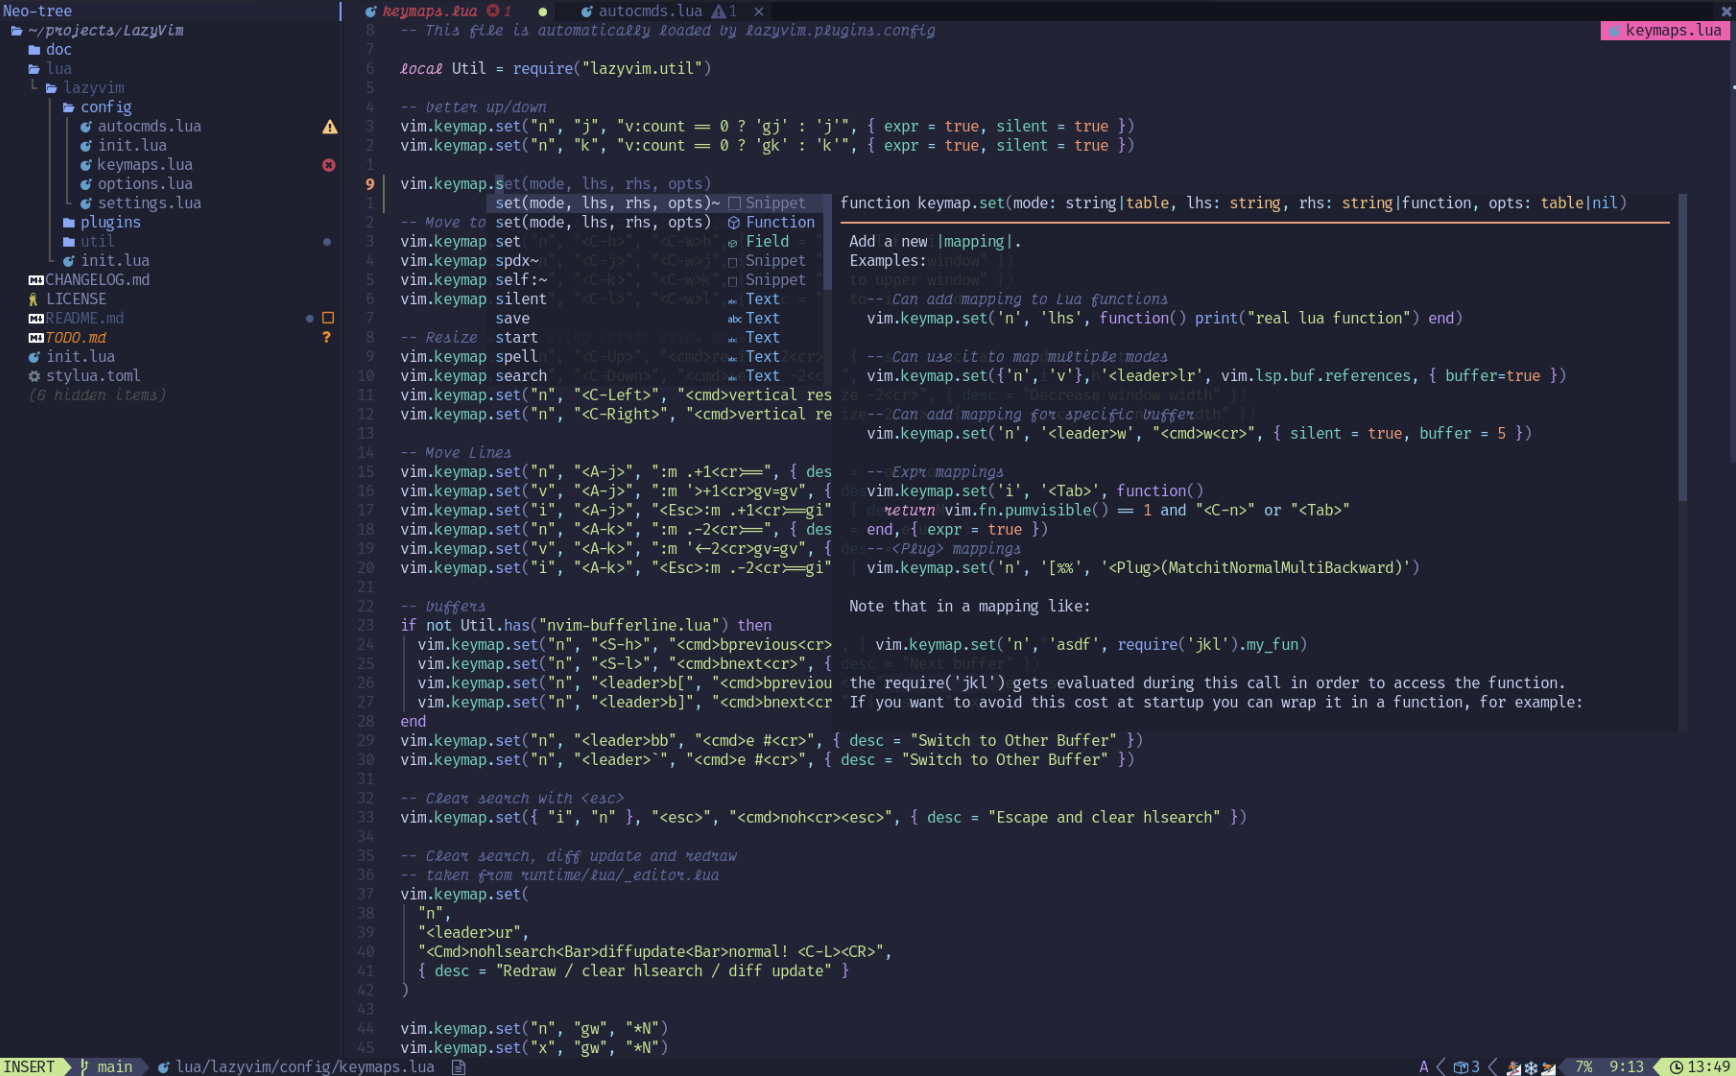 Neo-tree
~/projects/LazyVim
doc
lua
lazyvim
config
autocmds.lua
init.lua
keymaps.lua
options.lua
settings.lua
plugins
util
init.lua
CHANGELOG.md
LICENSE
README.md
TODO.md ?
init.lua
stylua.toml
(6 hidden items)
keymaps.lua 1 autocmds.lua 1
keymaps.lua
8 -- This file is automatically loaded by lazyvim.plugins.config
7
6 local Util = require("lazyvim.util")
5
4 -- better up/down
3 vim.keymap.set("n", "j", "v:count == 0 ? 'gj' : 'j'", { expr = true, silent = true })
2 vim.keymap.set("n", "k", "v:count == 0 ? 'gk' : 'k'", { expr = true, silent = true })
1
9 vim.keymap.set(mode, lhs, rhs, opts)
1
2 -- Move to
3 vim.keymap
4 vim.keymap
5 vim.keymap
6 vim.keymap
7
8 -- Resize
9 vim.keymap
10 vim.keymap
11 vim.keymap.set("n", "<C-Left>", "<cmd>vertical resize -2<cr>", { desc = "Decrease window width" })
12 vim.keymap.set("n", "<C-Right>", "<cmd>vertical re
13
14 -- Move Lines
15 vim.keymap.set("n", "<A-j>", ":m .+1<cr>==", { des
16 vim.keymap.set("v", "<A-j>", ":m '>+1<cr>gv=gv", {
17 vim.keymap.set("i", "<A-j>", "<Esc>:m .+1<cr>==gi"
18 vim.keymap.set("n", "<A-k>", ":m .-2<cr>==", { des
19 vim.keymap.set("v", "<A-k>", ":m '<-2<cr>gv=gv", {
20 vim.keymap.set("i", "<A-k>", "<Esc>:m .-2<cr>==gi"
21
22 -- buffers
23 if not Util.has("nvim-bufferline.lua") then
24 vim.keymap.set("n", "<S-h>", "<cmd>bprevious<cr>
25 vim.keymap.set("n", "<S-l>", "<cmd>bnext<cr>", { desc = "Next buffer" })
26 vim.keymap.set("n", "<leader>b[", "<cmd>bpreviou
27 vim.keymap.set("n", "<leader>b]", "<cmd>bnext<cr
28 end
29 vim.keymap.set("n", "<leader>bb", "<cmd>e #<cr>", { desc = "Switch to Other Buffer" })
30 vim.keymap.set("n", "<leader>`", "<cmd>e #<cr>", { desc = "Switch to Other Buffer" })
31
32 -- Clear search with <esc>
33 vim.keymap.set({ "i", "n" }, "<esc>", "<cmd>noh<cr><esc>", { desc = "Escape and clear hlsearch" })
34
35 -- Clear search, diff update and redraw
36 -- taken from runtime/lua/_editor.lua
37 vim.keymap.set(
38 "n",
39 "<leader>ur",
40 "<Cmd>nohlsearch<Bar>diffupdate<Bar>normal! <C-L><CR>",
41 { desc = "Redraw / clear hlsearch / diff update" }
42 )
43
44 vim.keymap.set("n", "gw", "*N")
45 vim.keymap.set("x", "gw", "*N")
set(mode, lhs, rhs, opts)~ Snippet
set(mode, lhs, rhs, opts) Function
set Field
spdx~ Snippet
self:~ Snippet
silent Text
save Text
start Text
spell Text
search Text
function keymap.set(mode: string|table, lhs: string, rhs: string|function, opts: table|nil)
Add a new |mapping|.
Examples:
-- Can add mapping to Lua functions
vim.keymap.set('n', 'lhs', function() print("real lua function") end)
-- Can use it to map multiple modes
vim.keymap.set({'n', 'v'}, '<leader>lr', vim.lsp.buf.references, { buffer=true })
-- Can add mapping for specific buffer
vim.keymap.set('n', '<leader>w', "<cmd>w<cr>", { silent = true, buffer = 5 })
-- Expr mappings
vim.keymap.set('i', '<Tab>', function()
return vim.fn.pumvisible() == 1 and "<C-n>" or "<Tab>"
end, { expr = true })
-- <Plug> mappings
vim.keymap.set('n', '[%%', '<Plug>(MatchitNormalMultiBackward)')
Note that in a mapping like:
vim.keymap.set('n', 'asdf', require('jkl').my_fun)
the require('jkl') gets evaluated during this call in order to access the function.
If you want to avoid this cost at startup you can wrap it in a function, for example:
INSERT main lua/lazyvim/config/keymaps.lua A 3 7% 9:13 13:49